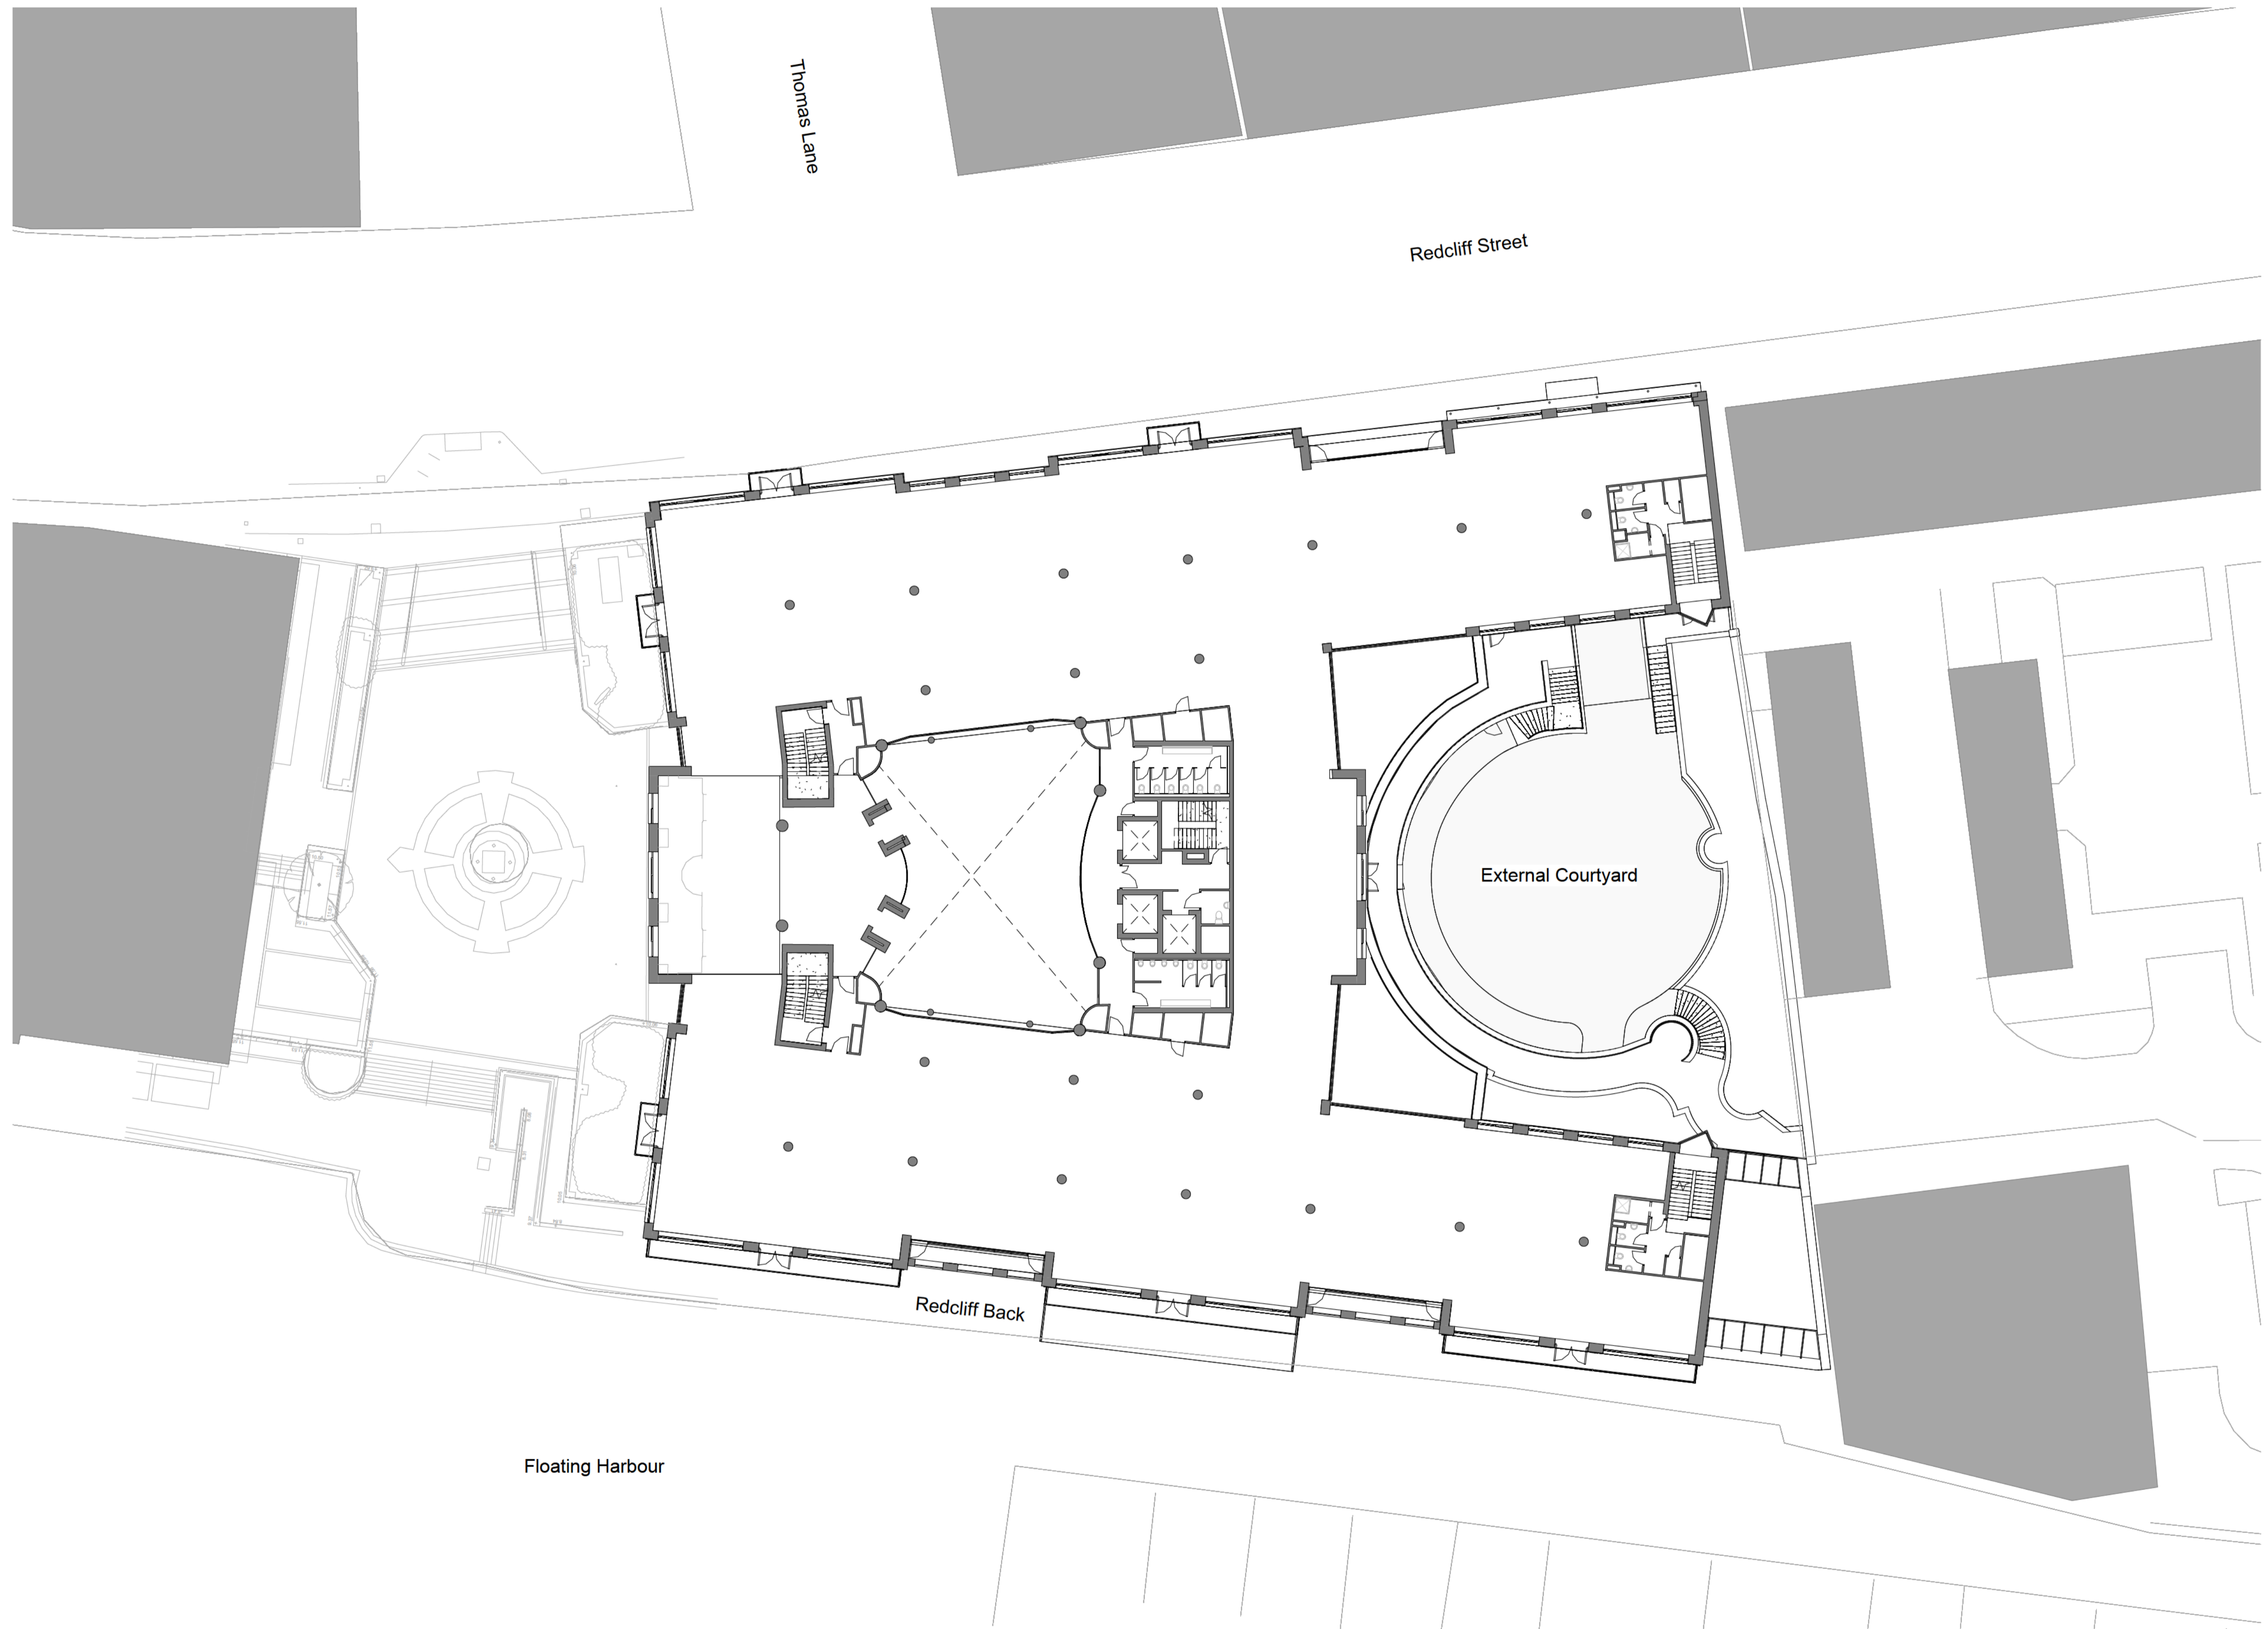 Thomas Lane
Redcliff Street
External Courtyard
Redcliff Back
Floating Harbour